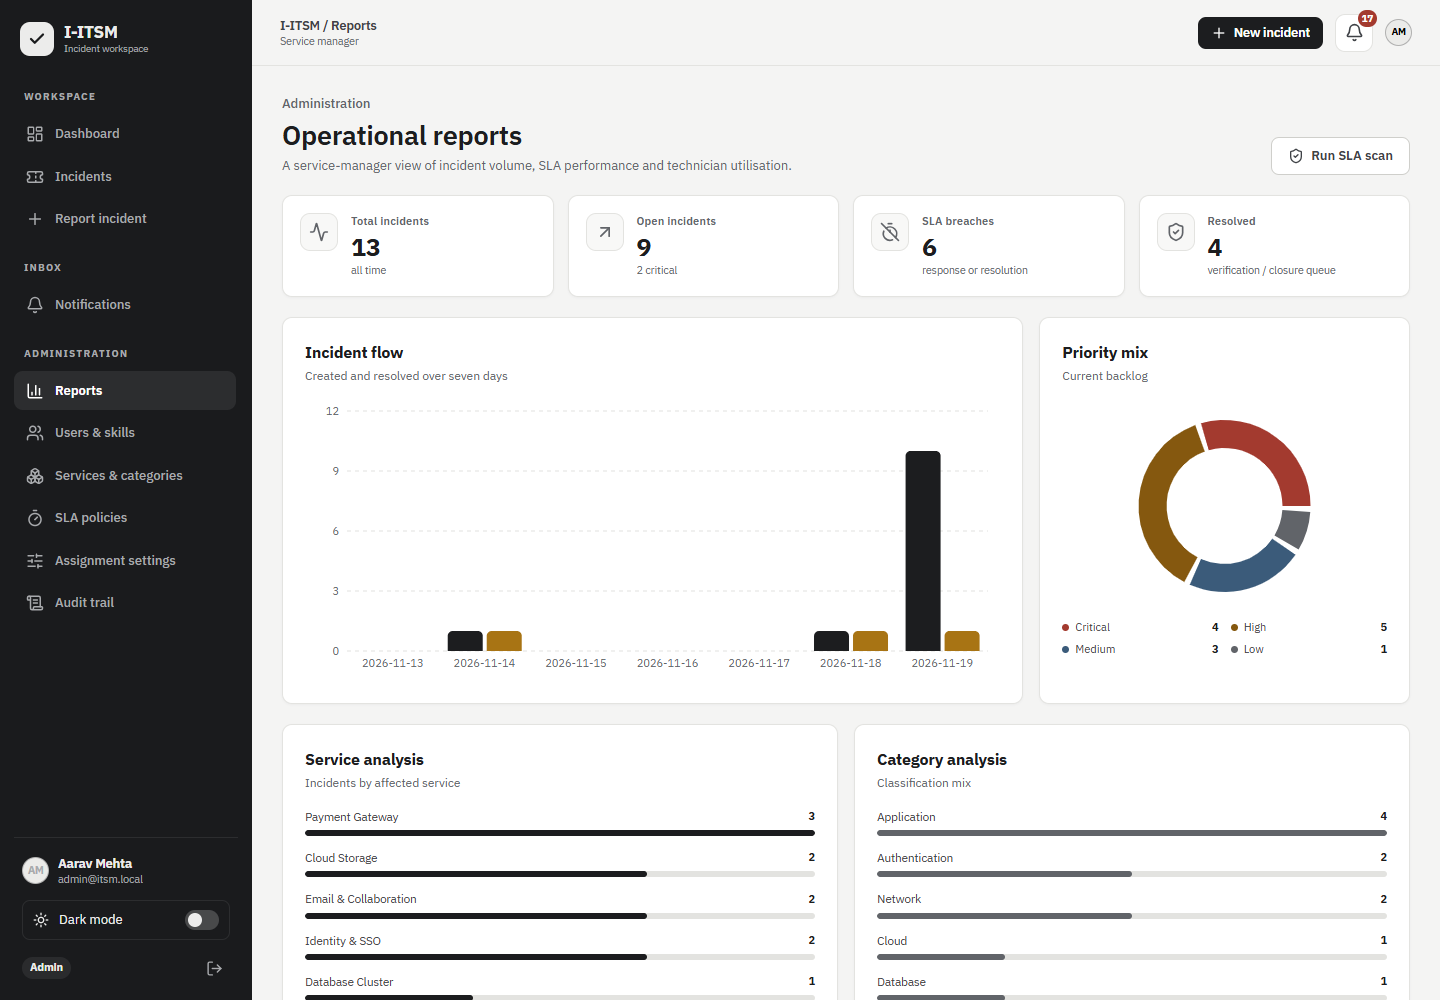 I-ITSM
Incident workspace
WORKSPACE
Dashboard
Incidents
Report incident
INBOX
Notifications
ADMINISTRATION
Reports
Users & skills
Services & categories
SLA policies
Assignment settings
Audit trail
AM
Aarav Mehta
admin@itsm.local
Dark mode
Admin
I-ITSM / Reports
Service manager
New incident
17
AM
Administration
Operational reports
A service-manager view of incident volume, SLA performance and technician utilisation.
Run SLA scan
Total incidents
13
all time
Open incidents
9
2 critical
SLA breaches
6
response or resolution
Resolved
4
verification / closure queue
Incident flow
Created and resolved over seven days
12
9
6
3
0
2026-11-13 2026-11-14 2026-11-15 2026-11-16 2026-11-17 2026-11-18 2026-11-19
Priority mix
Current backlog
Critical 4 High 5
Medium 3 Low 1
Service analysis
Incidents by affected service
Payment Gateway 3
Cloud Storage 2
Email & Collaboration 2
Identity & SSO 2
Database Cluster 1
Category analysis
Classification mix
Application 4
Authentication 2
Network 2
Cloud 1
Database 1